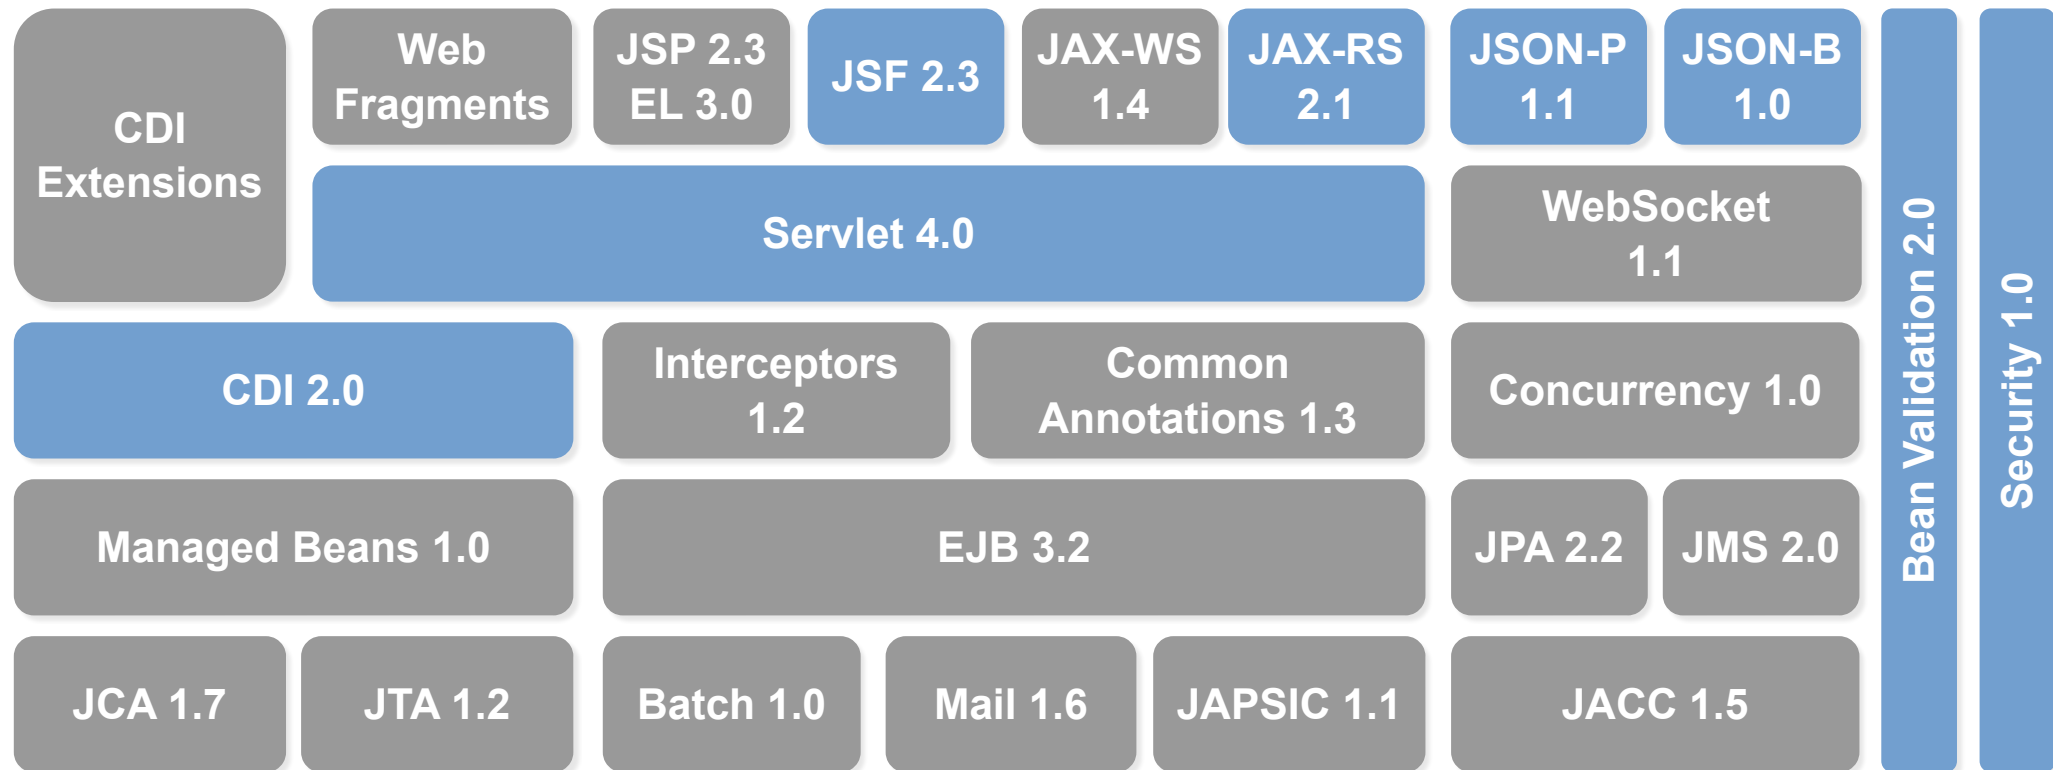 CDI
Extensions
Web
Fragments
JSP 2.3
EL 3.0
JSF 2.3
JAX-WS
1.4
JAX-RS
2.1
JSON-P
1.1
JSON-B
1.0
Servlet 4.0
WebSocket
1.1
CDI 2.0
Interceptors
1.2
Common
Annotations 1.3
Concurrency 1.0
Managed Beans 1.0
EJB 3.2
JPA 2.2
JMS 2.0
JCA 1.7
JTA 1.2
Batch 1.0
Mail 1.6
JAPSIC 1.1
JACC 1.5
Bean Validation 2.0
Security 1.0